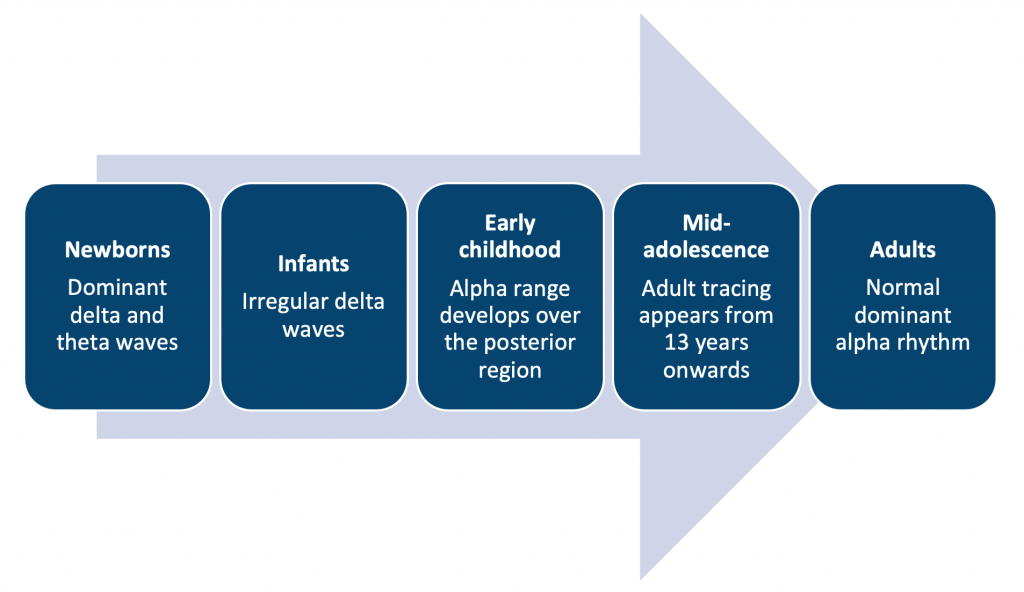 Newborns
Dominant
delta and
theta waves
Infants
Irregular delta
waves
Early
childhood
Alpha range
develops over
the posterior
region
Mid-
adolescence
Adult tracing
appears from
13 years
onwards
Adults
Normal
dominant
alpha rhythm